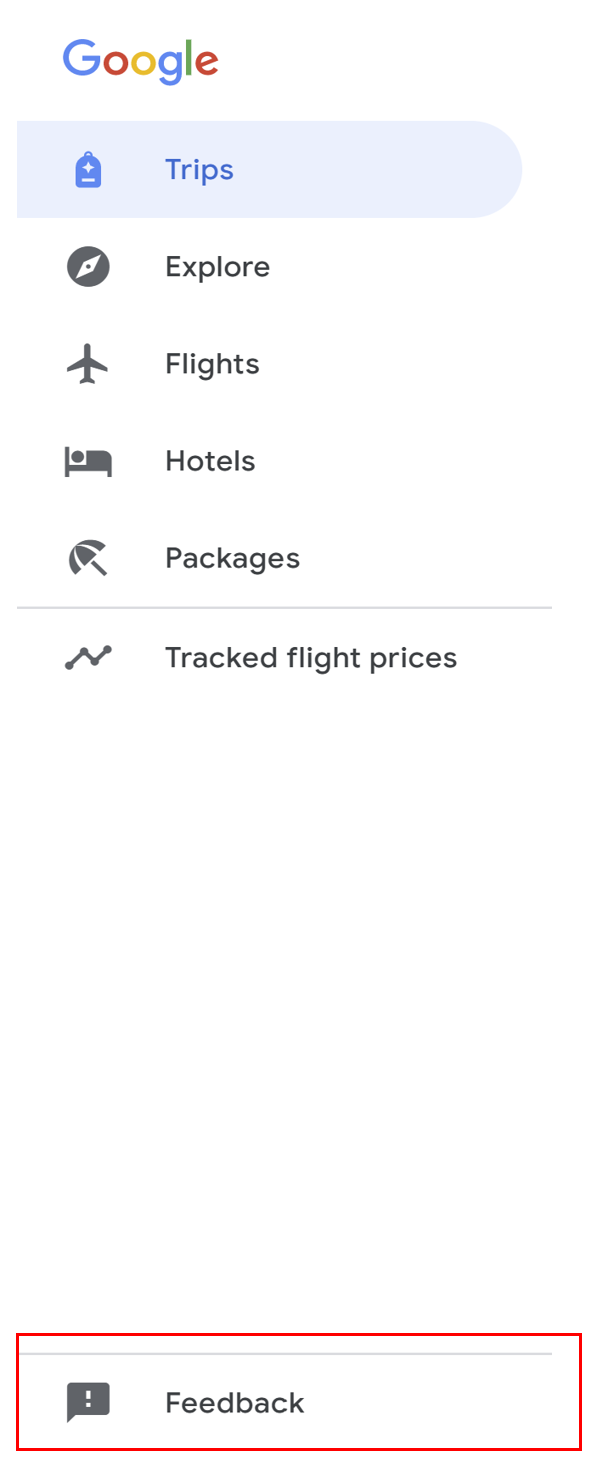 Google
Trips
Explore
Flights
Hotels
Packages
Tracked flight prices
Feedback